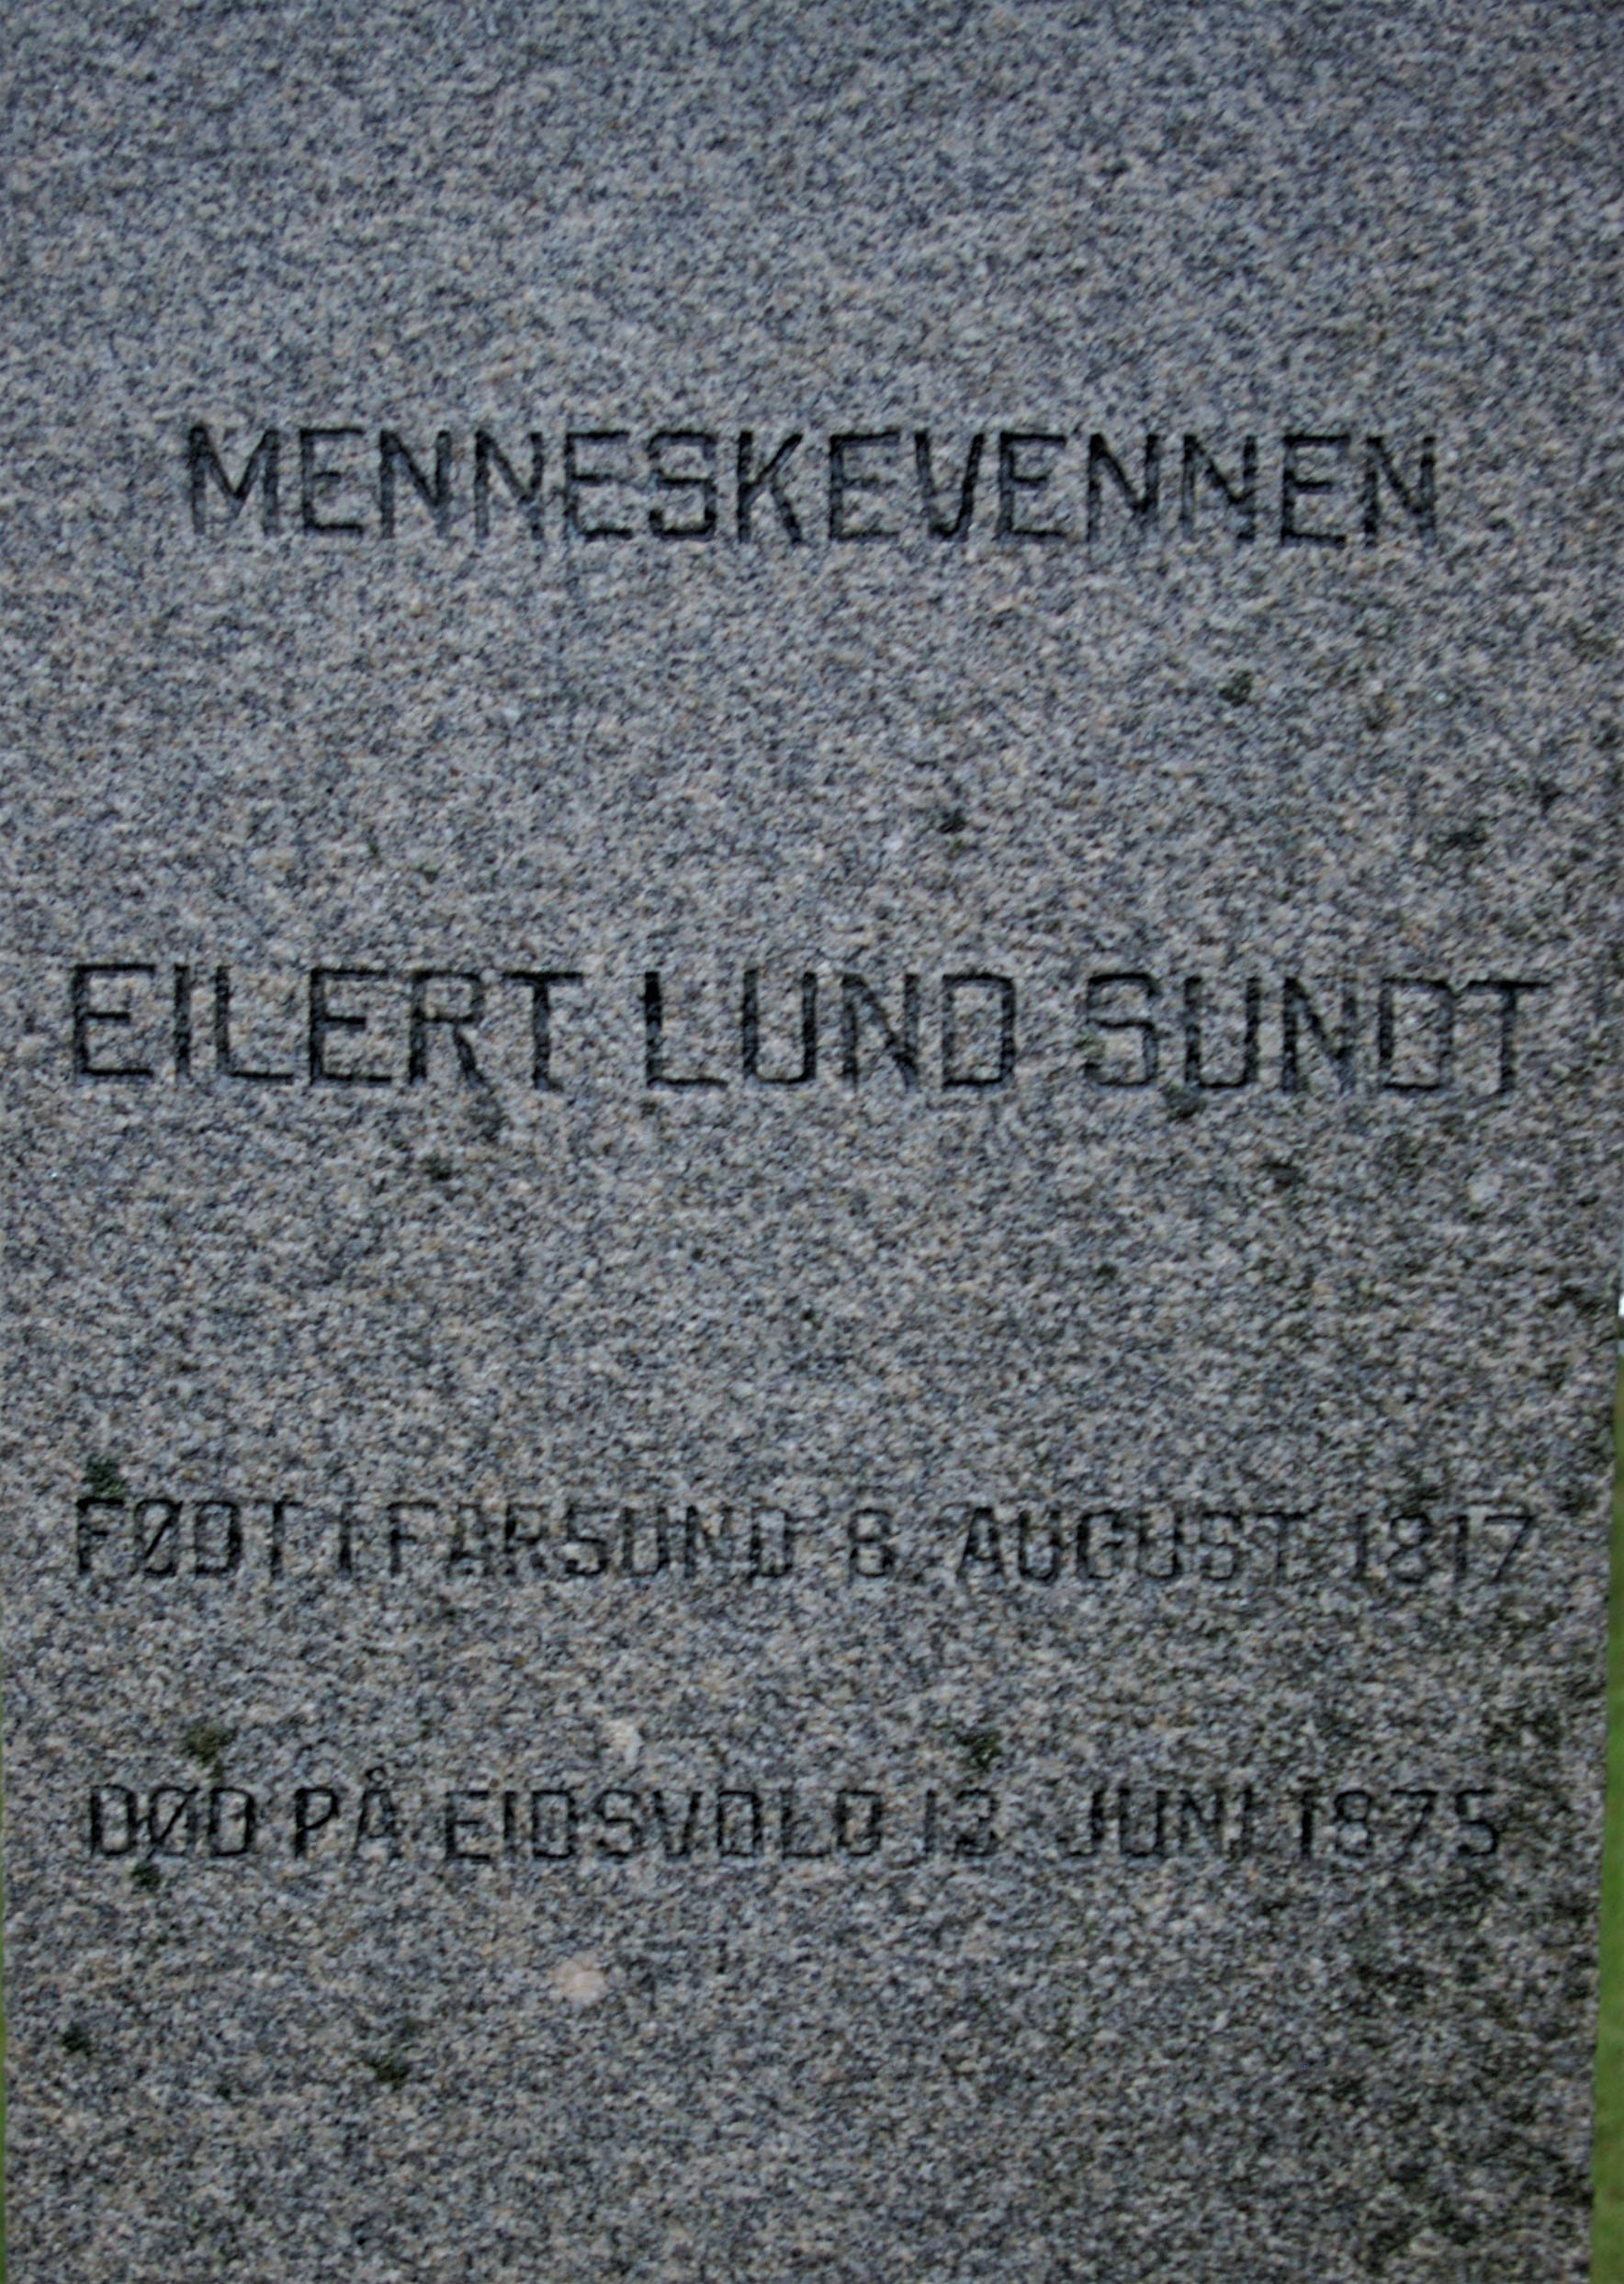 MENNESKEVENNEN
EILERT LUND SUNDT
FØDT I FARSUND 8. AUGUST 1817
DØD PÅ EIDSVOLD 13. JUNI 1875